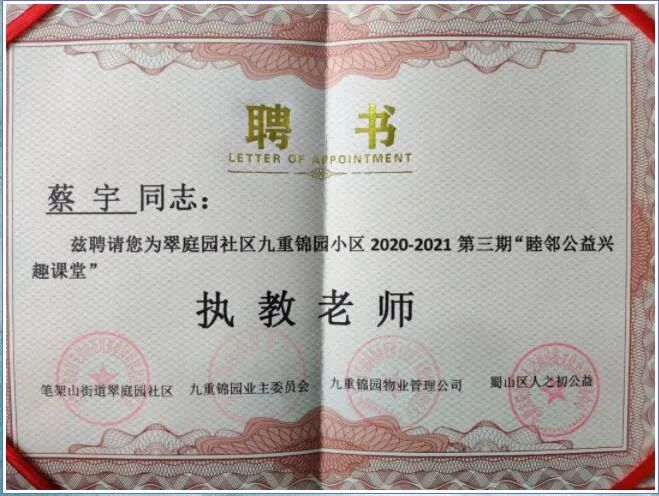 聘 书
LETTER OF APPOINTMENT
蔡 宇 同志：
兹聘请您为翠庭园社区九重锦园小区 2020-2021 第三期“睦邻公益兴
趣课堂”
执 教 老 师
笔架山街道翠庭园社区 九重锦园业主委员会 九重锦园物业管理公司 蜀山区人之初公益